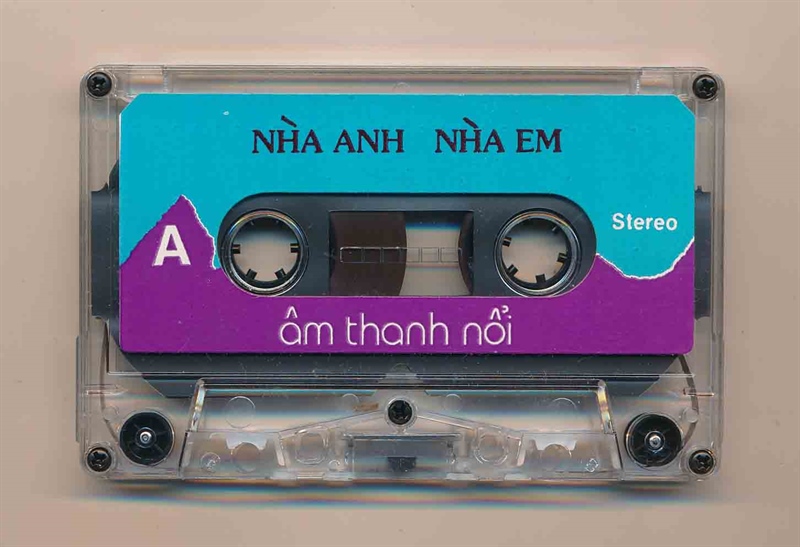 NHÀ ANH NHÀ EM
A
Stereo
âm thanh nổi